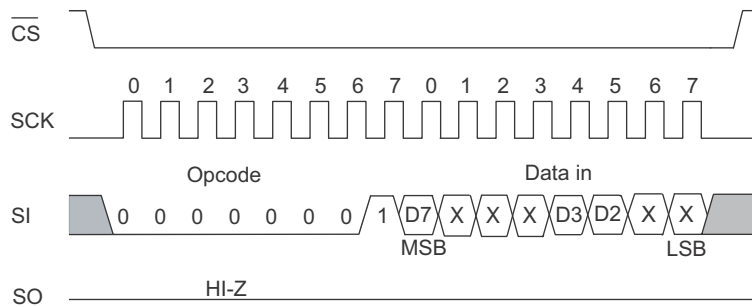 CS
0 1 2 3 4 5 6 7 0 1 2 3 4 5 6 7
SCK
Opcode Data in
SI 0 0 0 0 0 0 0 1 D7 X X X D3 D2 X X
MSB LSB
HI-Z
SO